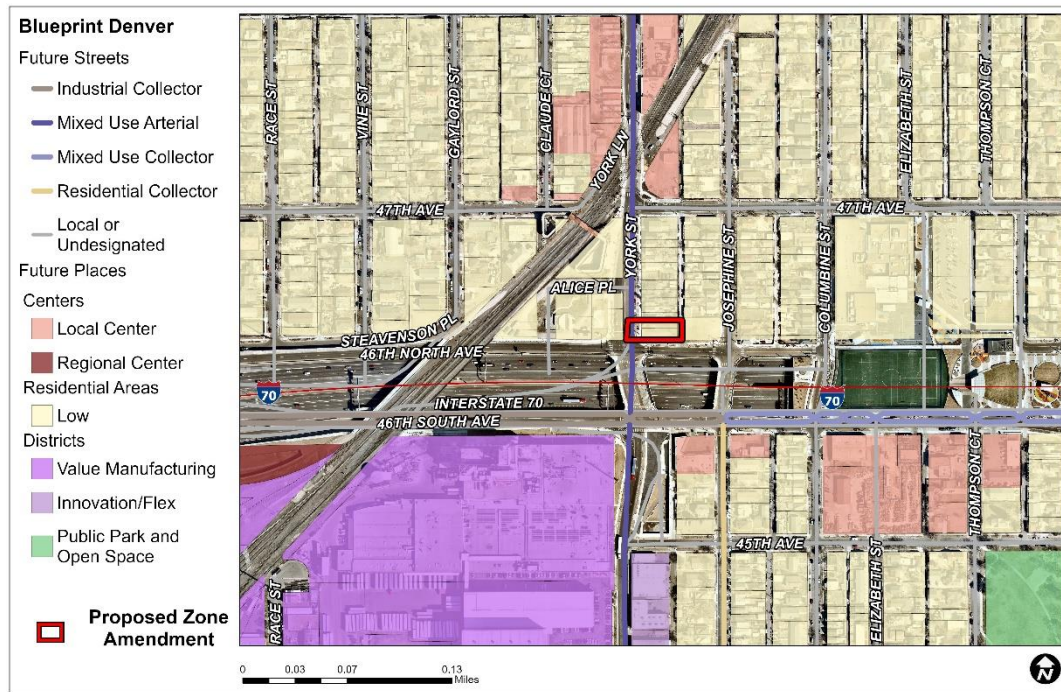 Blueprint Denver
Future Streets
Industrial Collector
Mixed Use Arterial
Mixed Use Collector
Residential Collector
Local or
Undesignated
Future Places
Centers
Local Center
Regional Center
Residential Areas
Low
Districts
Value Manufacturing
Innovation/Flex
Public Park and
Open Space
Proposed Zone
Amendment
RACE ST
VINE ST
GAYLORD ST
CLAUDE CT
YORK LN
ELIZABETH ST
THOMPSON CT
47TH AVE
47TH AVE
YORK ST
JOSEPHINE ST
COLUMBINE ST
ALICE PL
STEAVENSON PL
46TH NORTH AVE
70
INTERSTATE 70
70
46TH SOUTH AVE
THOMPSON CT
45TH AVE
RACE ST
ELIZABETH ST
0 0.03 0.07 0.13
Miles
N